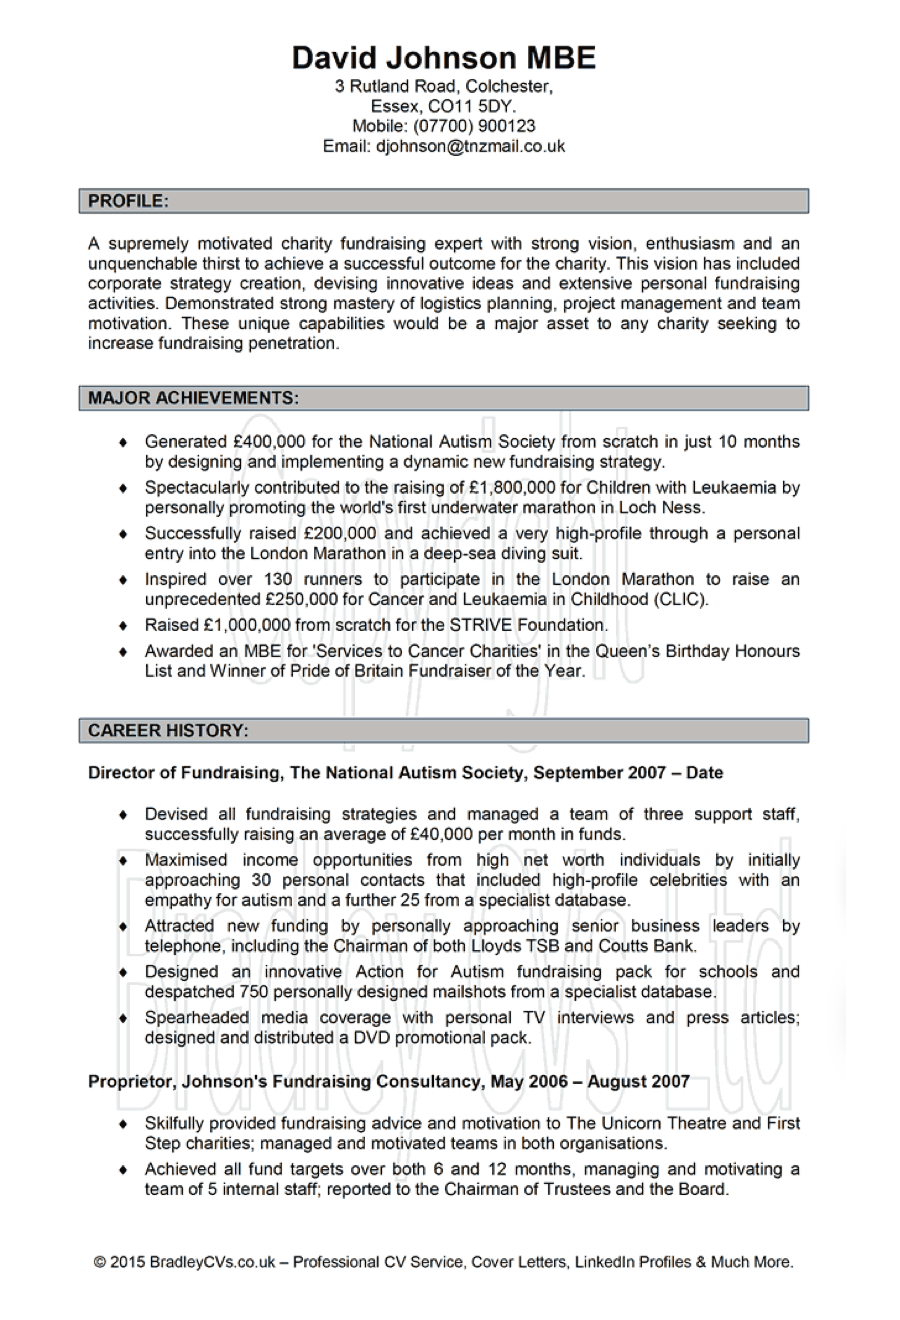 David Johnson MBE
3 Rutland Road, Colchester,
Essex, CO11 5DY.
Mobile: (07700) 900123
Email: djohnson@tnzmail.co.uk
PROFILE:
A supremely motivated charity fundraising expert with strong vision, enthusiasm and an
unquenchable thirst to achieve a successful outcome for the charity. This vision has included
corporate strategy creation, devising innovative ideas and extensive personal fundraising
activities. Demonstrated strong mastery of logistics planning, project management and team
motivation. These unique capabilities would be a major asset to any charity seeking to
increase fundraising penetration.
MAJOR ACHIEVEMENTS:
♦ Generated £400,000 for the National Autism Society from scratch in just 10 months
by designing and implementing a dynamic new fundraising strategy.
♦ Spectacularly contributed to the raising of £1,800,000 for Children with Leukaemia by
personally promoting the world's first underwater marathon in Loch Ness.
♦ Successfully raised £200,000 and achieved a very high-profile through a personal
entry into the London Marathon in a deep-sea diving suit.
♦ Inspired over 130 runners to participate in the London Marathon to raise an
unprecedented £250,000 for Cancer and Leukaemia in Childhood (CLIC).
♦ Raised £1,000,000 from scratch for the STRIVE Foundation.
♦ Awarded an MBE for 'Services to Cancer Charities' in the Queen's Birthday Honours
List and Winner of Pride of Britain Fundraiser of the Year.
Copyright
CAREER HISTORY:
Director of Fundraising, The National Autism Society, September 2007 – Date
♦ Devised all fundraising strategies and managed a team of three support staff,
successfully raising an average of £40,000 per month in funds.
♦ Maximised income opportunities from high net worth individuals by initially
approaching 30 personal contacts that included high-profile celebrities with an
empathy for autism and a further 25 from a specialist database.
♦ Attracted new funding by personally approaching senior business leaders by
telephone, including the Chairman of both Lloyds TSB and Coutts Bank.
♦ Designed an innovative Action for Autism fundraising pack for schools and
despatched 750 personally designed mailshots from a specialist database.
♦ Spearheaded media coverage with personal TV interviews and press articles;
designed and distributed a DVD promotional pack.
Bradley CVs Ltd
Proprietor, Johnson's Fundraising Consultancy, May 2006 – August 2007
♦ Skilfully provided fundraising advice and motivation to The Unicorn Theatre and First
Step charities; managed and motivated teams in both organisations.
♦ Achieved all fund targets over both 6 and 12 months, managing and motivating a
team of 5 internal staff; reported to the Chairman of Trustees and the Board.
© 2015 BradleyCVs.co.uk – Professional CV Service, Cover Letters, LinkedIn Profiles & Much More.